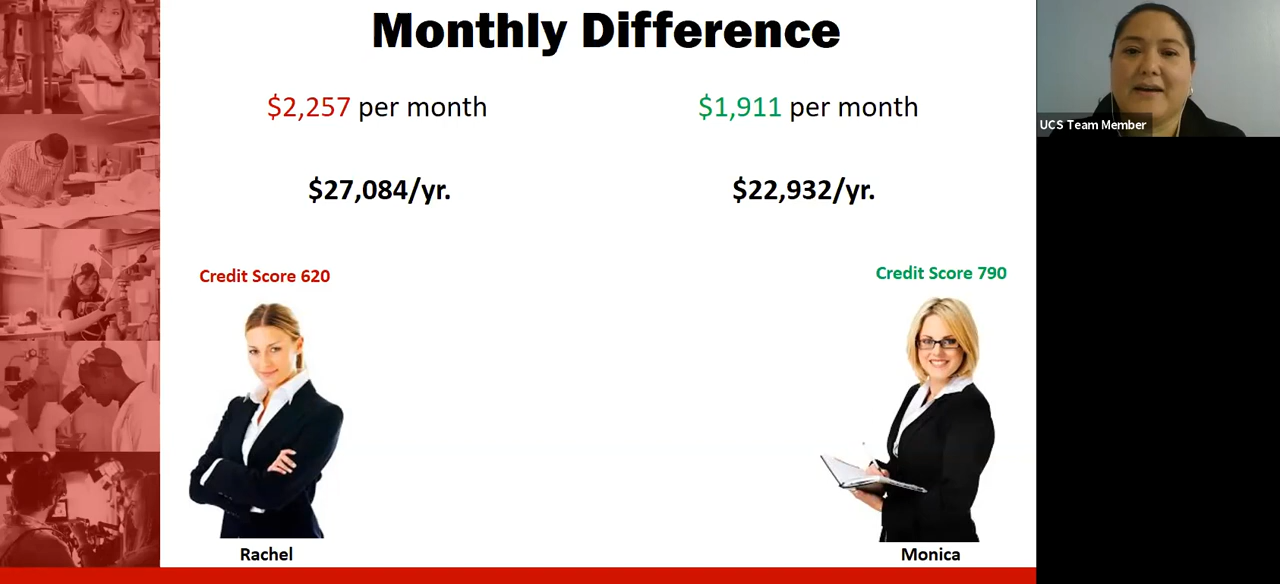 Monthly Difference
$2,257 per month
$1,911 per month
$27,084/yr.
$22,932/yr.
Credit Score 620
Credit Score 790
Rachel
Monica
UCS Team Member